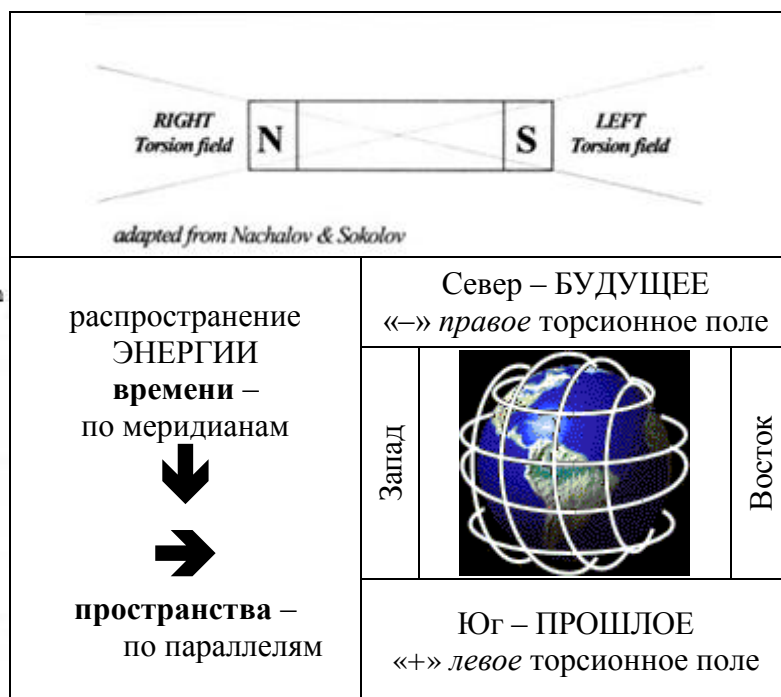 RIGHT
Torsion field
N
S
LEFT
Torsion field
adapted from Nachalov & Sokolov
распространение
ЭНЕРГИИ
времени –
по меридианам
пространства –
по параллелям
Север – БУДУЩЕЕ
«–» правое торсионное поле
Запад
Восток
Юг – ПРОШЛОЕ
«+» левое торсионное поле